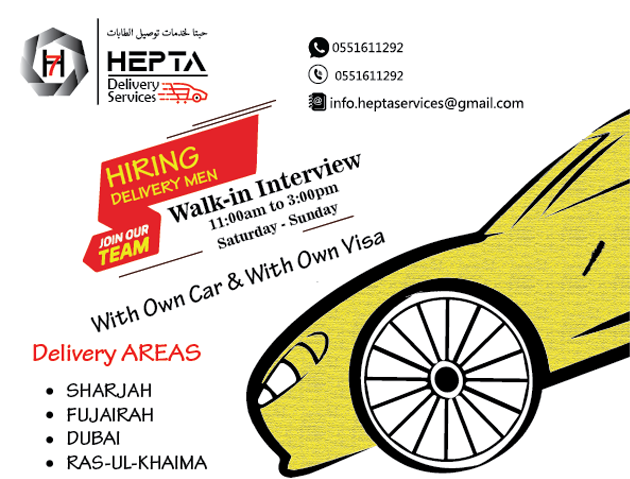 حيتا لخدمات توصيل الطلبات
H7
HEPTA
Delivery
Services
0551611292
0551611292
info.heptaservices@gmail.com
HIRING
DELIVERY MEN
JOIN OUR
TEAM
Walk-in Interview
11:00am to 3:00pm
Saturday - Sunday
With Own Car & With Own Visa
Delivery AREAS
• SHARJAH
• FUJAIRAH
• DUBAI
• RAS-UL-KHAIMA